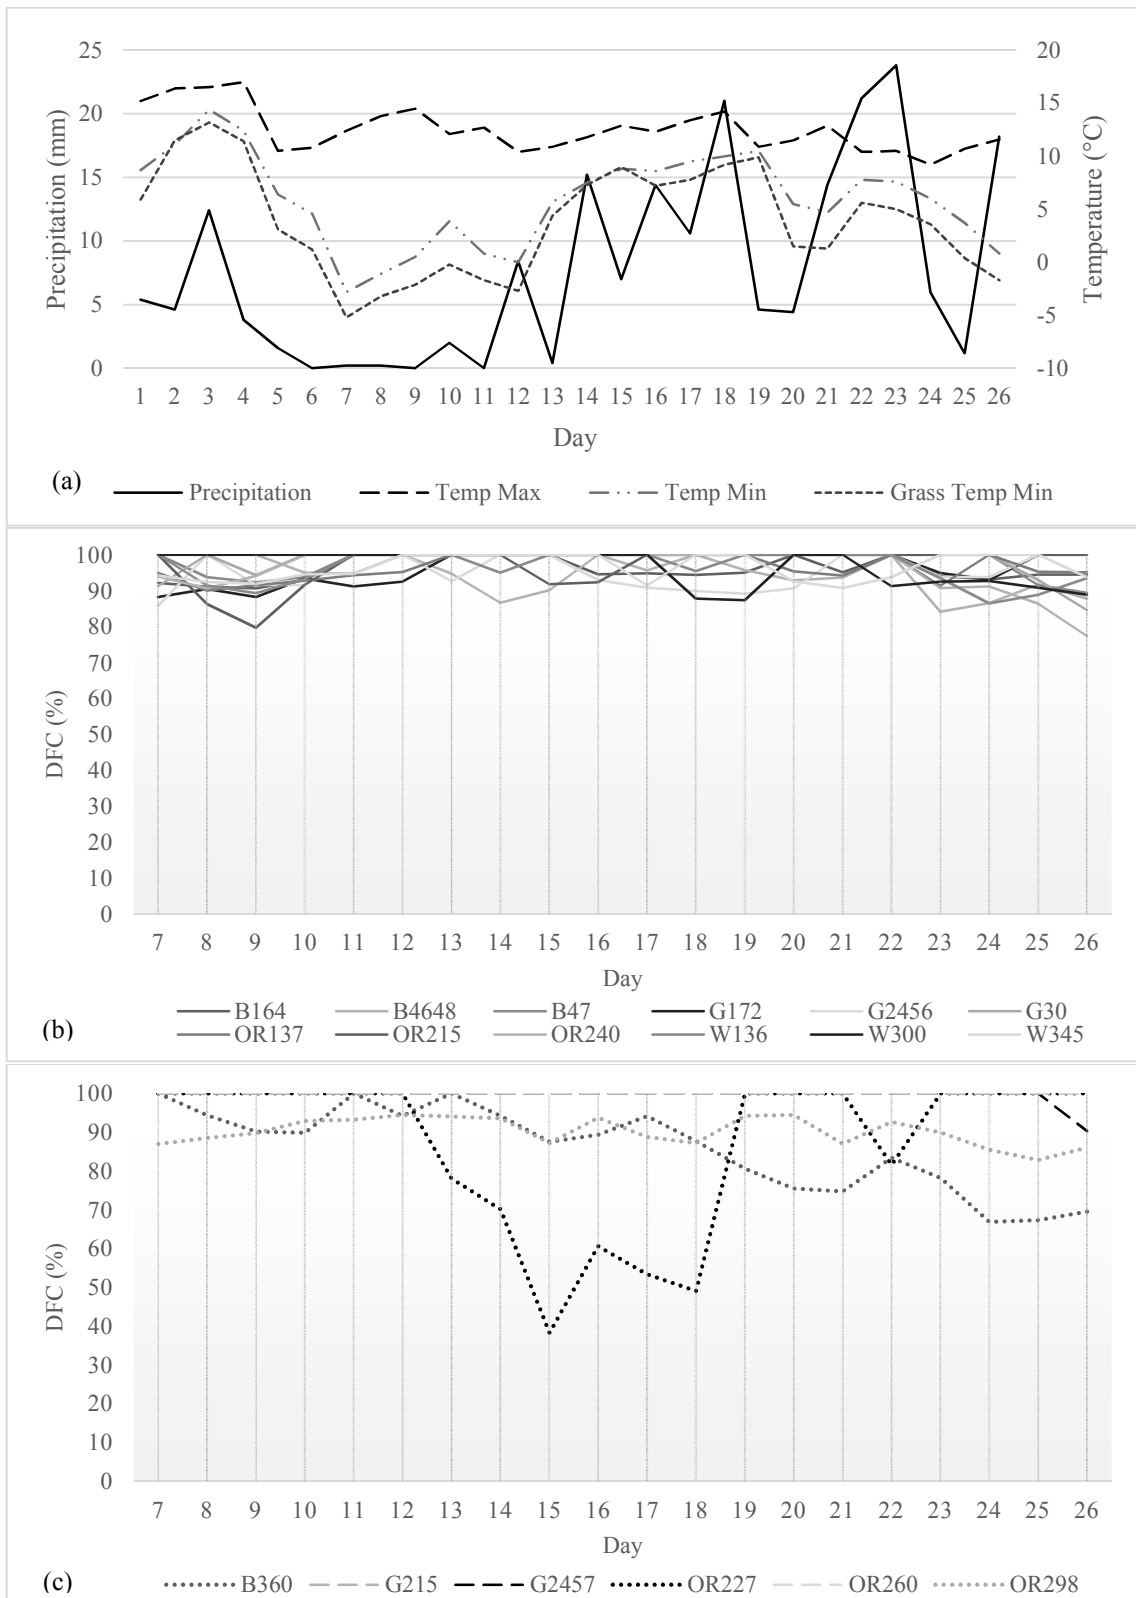 25
20
15
10
5
0
Precipitation (mm)
20
15
10
5
0
-5
-10
Temperature (°C)
1 2 3 4 5 6 7 8 9 10 11 12 13 14 15 16 17 18 19 20 21 22 23 24 25 26
Day
(a)
Precipitation Temp Max Temp Min Grass Temp Min
100
90
80
70
60
50
40
30
20
10
0
DFC (%)
7 8 9 10 11 12 13 14 15 16 17 18 19 20 21 22 23 24 25 26
Day
(b)
B164 B4648 B47 G172 G2456 G30
OR137 OR215 OR240 W136 W300 W345
100
90
80
70
60
50
40
30
20
10
0
DFC (%)
7 8 9 10 11 12 13 14 15 16 17 18 19 20 21 22 23 24 25 26
Day
(c)
B360 G215 G2457 OR227 OR260 OR298